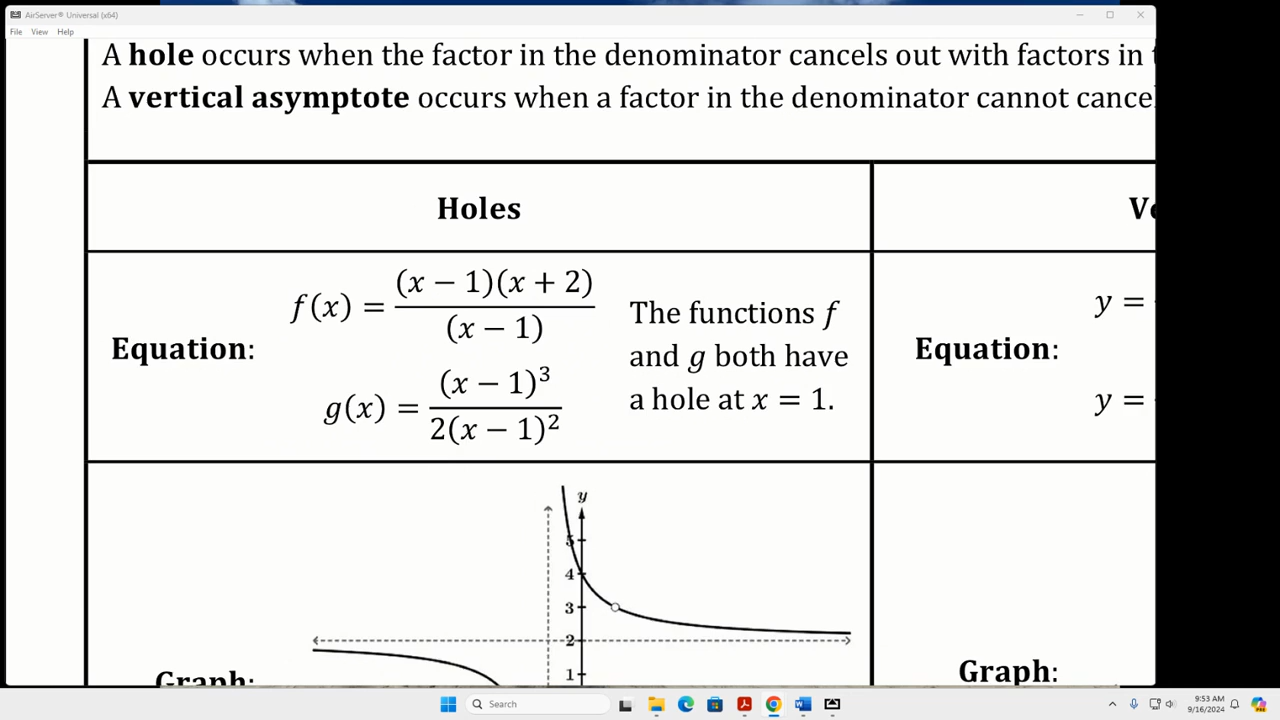 AirServer® Universal (x64)
File View Help
A hole occurs when the factor in the denominator cancels out with factors in
A vertical asymptote occurs when a factor in the denominator cannot cance
Holes
Equation:
f(x) = (x − 1)(x + 2) / (x − 1)
g(x) = (x − 1)³ / 2(x − 1)²
The functions f
and g both have
a hole at x = 1.
Equation:
y =
y =
Graph:
y
5
4
3
2
1
Graph:
Search
9:53 AM
9/16/2024